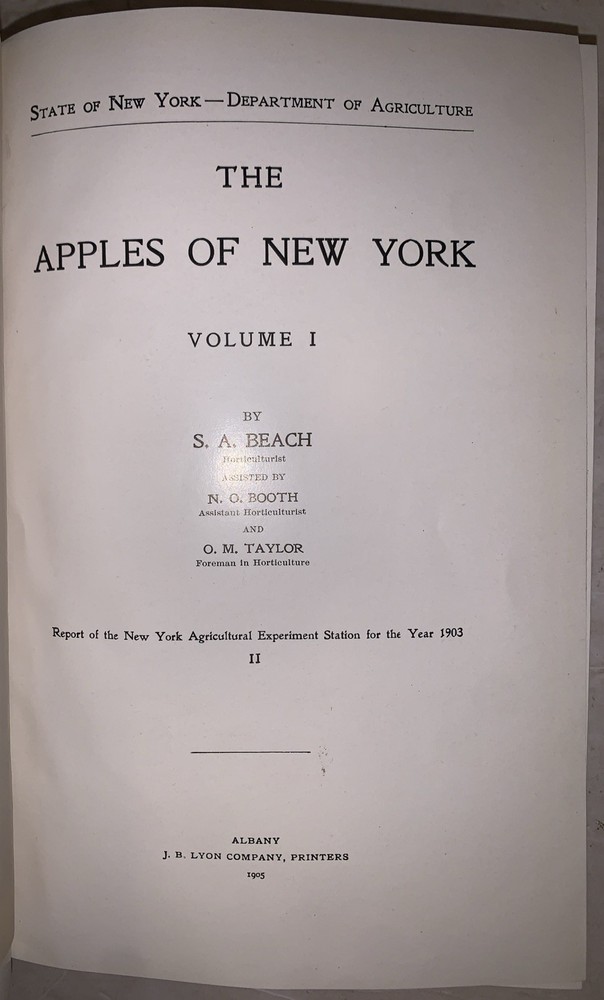 STATE OF NEW YORK — DEPARTMENT OF AGRICULTURE
THE
APPLES OF NEW YORK
VOLUME I
BY
S. A. BEACH
Horticulturist
ASSISTED BY
N. O. BOOTH
Assistant Horticulturist
AND
O. M. TAYLOR
Foreman in Horticulture
Report of the New York Agricultural Experiment Station for the Year 1903
II
ALBANY
J. B. LYON COMPANY, PRINTERS
1905